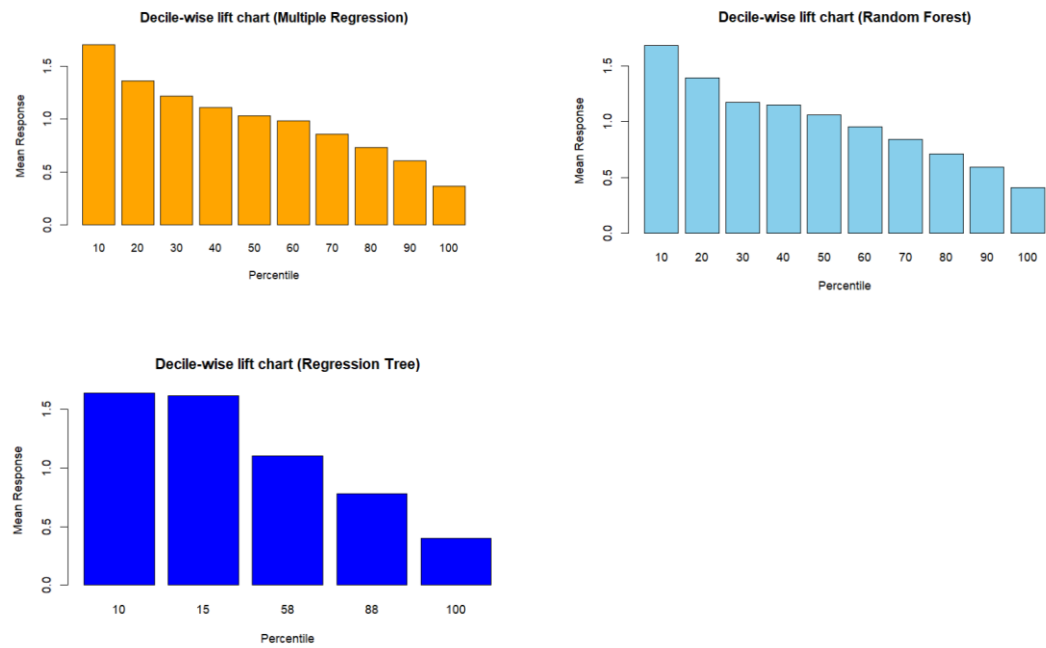 Decile-wise lift chart (Multiple Regression)
Mean Response
0.0 0.5 1.0 1.5
10 20 30 40 50 60 70 80 90 100
Percentile
Decile-wise lift chart (Random Forest)
Mean Response
0.0 0.5 1.0 1.5
10 20 30 40 50 60 70 80 90 100
Percentile
Decile-wise lift chart (Regression Tree)
Mean Response
0.0 0.5 1.0 1.5
10 15 58 88 100
Percentile